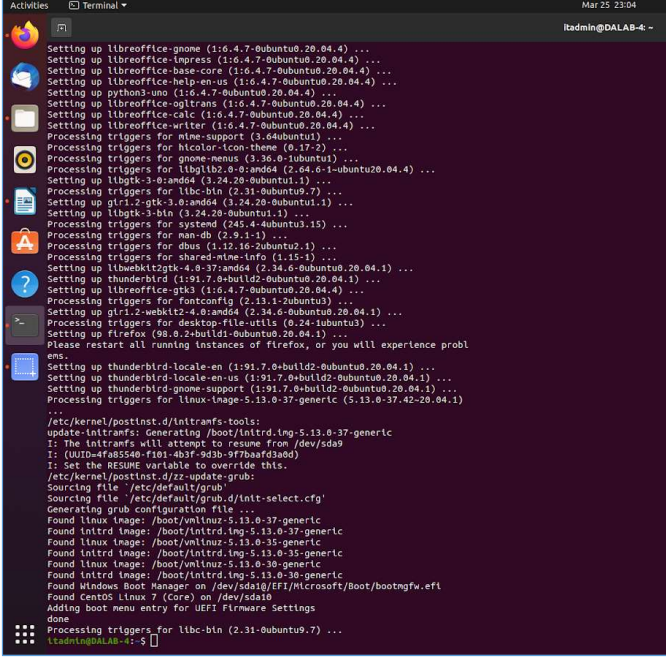 Activities Terminal Mar 25 23:04
itadmin@DALAB-4: ~
Setting up libreoffice-gnome (1:6.4.7-0ubuntu0.20.04.4) ...
Setting up libreoffice-impress (1:6.4.7-0ubuntu0.20.04.4) ...
Setting up libreoffice-base-core (1:6.4.7-0ubuntu0.20.04.4) ...
Setting up libreoffice-help-en-us (1:6.4.7-0ubuntu0.20.04.4) ...
Setting up python3-uno (1:6.4.7-0ubuntu0.20.04.4) ...
Setting up libreoffice-ogltrans (1:6.4.7-0ubuntu0.20.04.4) ...
Setting up libreoffice-calc (1:6.4.7-0ubuntu0.20.04.4) ...
Setting up libreoffice-writer (1:6.4.7-0ubuntu0.20.04.4) ...
Processing triggers for mime-support (3.64ubuntu1) ...
Processing triggers for hicolor-icon-theme (0.17-2) ...
Processing triggers for gnome-menus (3.36.0-1ubuntu1) ...
Processing triggers for libglib2.0-0:amd64 (2.64.6-1~ubuntu20.04.4) ...
Setting up libgtk-3-0:amd64 (3.24.20-0ubuntu1.1) ...
Processing triggers for libc-bin (2.31-0ubuntu9.7) ...
Setting up gir1.2-gtk-3.0:amd64 (3.24.20-0ubuntu1.1) ...
Setting up libgtk-3-bin (3.24.20-0ubuntu1.1) ...
Processing triggers for systemd (245.4-4ubuntu3.15) ...
Processing triggers for man-db (2.9.1-1) ...
Processing triggers for dbus (1.12.16-2ubuntu2.1) ...
Processing triggers for shared-mime-info (1.15-1) ...
Setting up libwebkit2gtk-4.0-37:amd64 (2.34.6-0ubuntu0.20.04.1) ...
Setting up thunderbird (1:91.7.0+build2-0ubuntu0.20.04.1) ...
Setting up libreoffice-gtk3 (1:6.4.7-0ubuntu0.20.04.4) ...
Processing triggers for fontconfig (2.13.1-2ubuntu3) ...
Setting up gir1.2-webkit2-4.0:amd64 (2.34.6-0ubuntu0.20.04.1) ...
Processing triggers for desktop-file-utils (0.24-1ubuntu3) ...
Setting up firefox (98.0.2+build1-0ubuntu0.20.04.1) ...
Please restart all running instances of firefox, or you will experience probl
ems.
Setting up thunderbird-locale-en (1:91.7.0+build2-0ubuntu0.20.04.1) ...
Setting up thunderbird-locale-en-us (1:91.7.0+build2-0ubuntu0.20.04.1) ...
Setting up thunderbird-gnome-support (1:91.7.0+build2-0ubuntu0.20.04.1) ...
Processing triggers for linux-image-5.13.0-37-generic (5.13.0-37.42~20.04.1)
...
/etc/kernel/postinst.d/initramfs-tools:
update-initramfs: Generating /boot/initrd.img-5.13.0-37-generic
I: The initramfs will attempt to resume from /dev/sda9
I: (UUID=4fa85540-f101-4b3f-9d3b-9f7baafd3a0d)
I: Set the RESUME variable to override this.
/etc/kernel/postinst.d/zz-update-grub:
Sourcing file `/etc/default/grub'
Sourcing file `/etc/default/grub.d/init-select.cfg'
Generating grub configuration file ...
Found linux image: /boot/vmlinuz-5.13.0-37-generic
Found initrd image: /boot/initrd.img-5.13.0-37-generic
Found linux image: /boot/vmlinuz-5.13.0-35-generic
Found initrd image: /boot/initrd.img-5.13.0-35-generic
Found linux image: /boot/vmlinuz-5.13.0-30-generic
Found initrd image: /boot/initrd.img-5.13.0-30-generic
Found Windows Boot Manager on /dev/sda1@/EFI/Microsoft/Boot/bootmgfw.efi
Found CentOS Linux 7 (Core) on /dev/sda10
Adding boot menu entry for UEFI Firmware Settings
done
Processing triggers for libc-bin (2.31-0ubuntu9.7) ...
itadmin@DALAB-4:~$